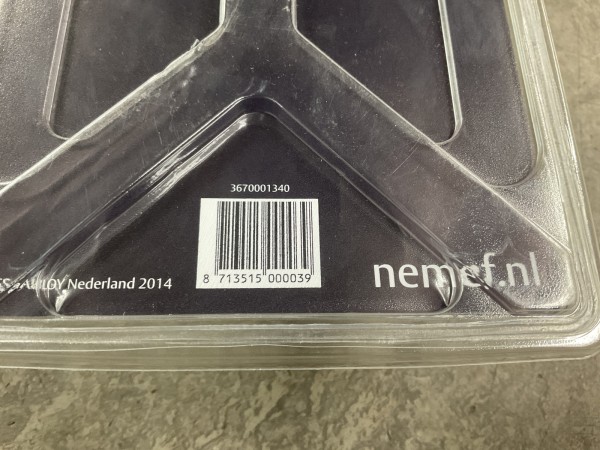 3670001340
8 713515 000039
Nederland 2014
nemef.nl